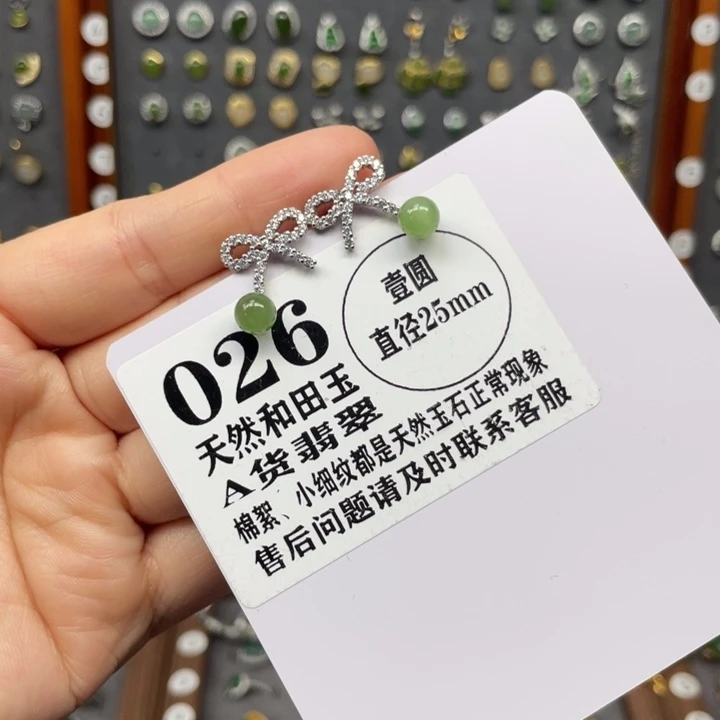 026
壹圆
直径25mm
天然和田玉
A货翡翠
棉絮、小细纹都是天然玉石正常现象
售后问题请及时联系客服